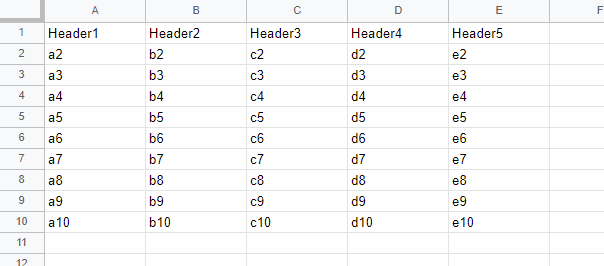 A B C D E F
1 Header1 Header2 Header3 Header4 Header5
2 a2 b2 c2 d2 e2
3 a3 b3 c3 d3 e3
4 a4 b4 c4 d4 e4
5 a5 b5 c5 d5 e5
6 a6 b6 c6 d6 e6
7 a7 b7 c7 d7 e7
8 a8 b8 c8 d8 e8
9 a9 b9 c9 d9 e9
10 a10 b10 c10 d10 e10
11
12